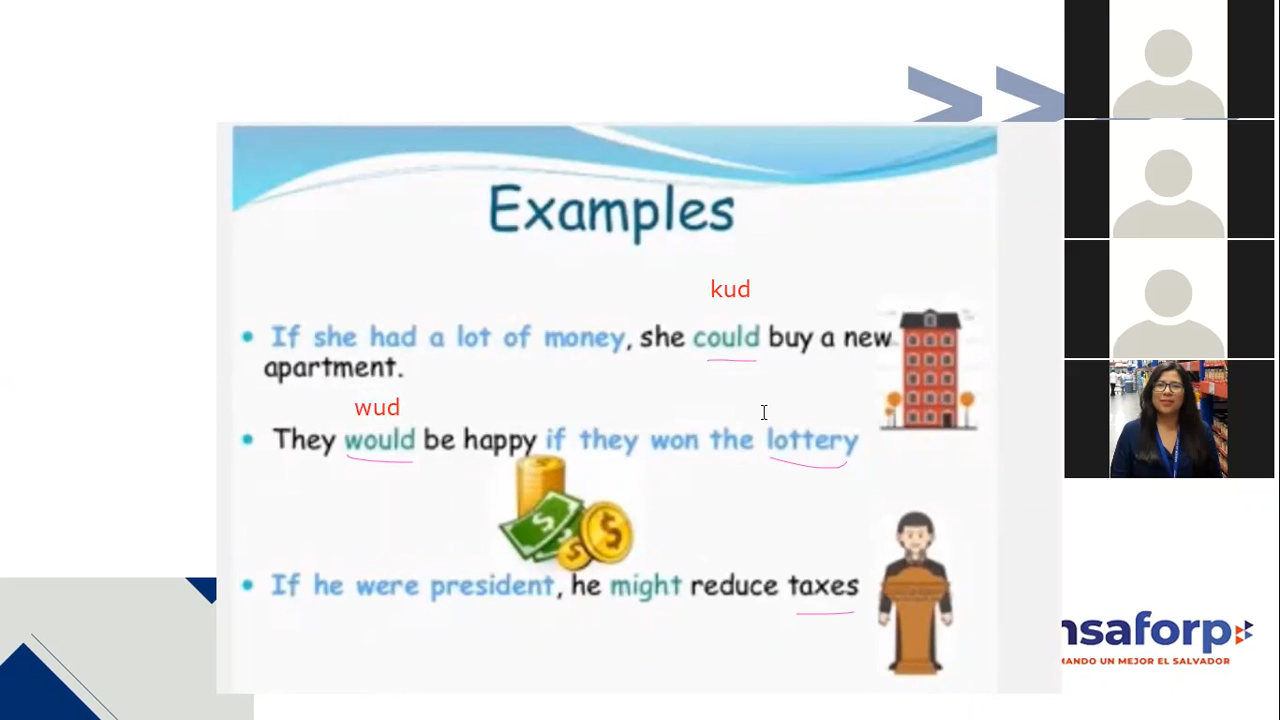 Examples
kud
• If she had a lot of money, she could buy a new
apartment.
wud
• They would be happy if they won the lottery
• If he were president, he might reduce taxes
nsaforp
MANDO UN MEJOR EL SALVADOR